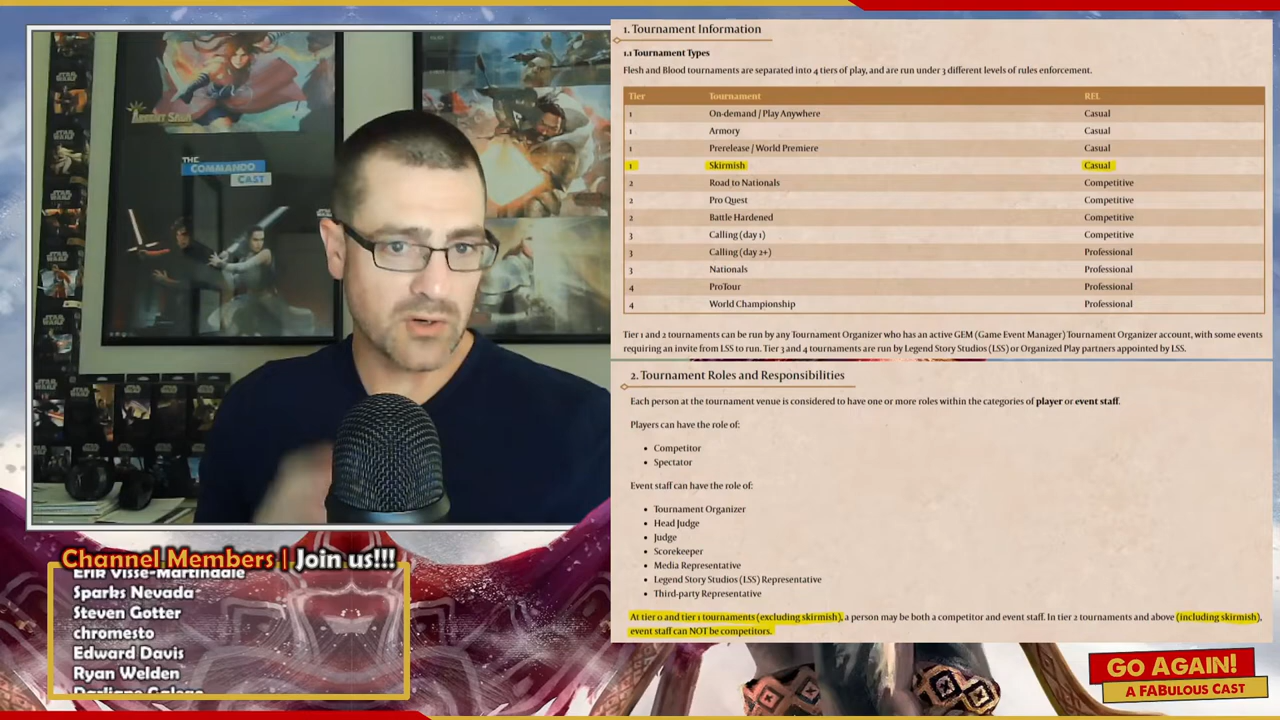 THE
COMMANDO
CAST
STAR
WARS
Channel Members | Join us!!!
Erik Visse-Martindale
Sparks Nevada
Steven Gotter
chromesto
Edward Davis
Ryan Welden
1. Tournament Information
1.1 Tournament Types
Flesh and Blood tournaments are separated into 4 tiers of play, and are run under 3 different levels of rules enforcement.
Tier Tournament REL
1 On-demand / Play Anywhere Casual
1 Armory Casual
1 Prerelease / World Premiere Casual
1 Skirmish Casual
2 Road to Nationals Competitive
2 Pro Quest Competitive
2 Battle Hardened Competitive
3 Calling (day 1) Competitive
3 Calling (day 2+) Professional
3 Nationals Professional
4 ProTour Professional
4 World Championship Professional
Tier 1 and 2 tournaments can be run by any Tournament Organizer who has an active GEM (Game Event Manager) Tournament Organizer account, with some events
requiring an invite from LSS to run. Tier 3 and 4 tournaments are run by Legend Story Studios (LSS) or Organized Play partners appointed by LSS.
2. Tournament Roles and Responsibilities
Each person at the tournament venue is considered to have one or more roles within the categories of player or event staff.
Players can have the role of:
• Competitor
• Spectator
Event staff can have the role of:
• Tournament Organizer
• Head Judge
• Judge
• Scorekeeper
• Media Representative
• Legend Story Studios (LSS) Representative
• Third-party Representative
At tier 0 and tier 1 tournaments (excluding skirmish), a person may be both a competitor and event staff. In tier 2 tournaments and above (including skirmish),
event staff can NOT be competitors.
GO AGAIN!
A FABULOUS CAST